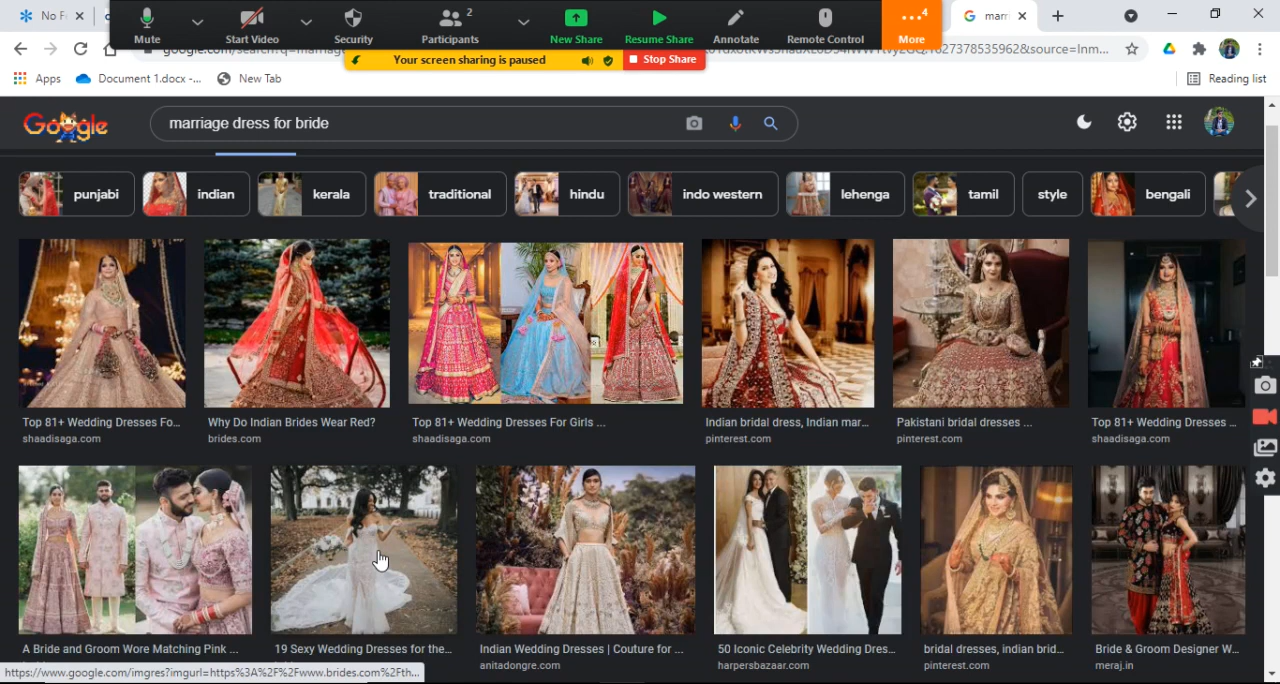 No F
Mute
Start Video
Security
Participants
2
New Share
Resume Share
Annotate
Remote Control
4
More
marri
google.com/search?q=marriage
1627378535962&source=lnm...
Your screen sharing is paused
Stop Share
Apps
Document 1.docx -...
New Tab
Reading list
Google
marriage dress for bride
punjabi
indian
kerala
traditional
hindu
indo western
lehenga
tamil
style
bengali
Top 81+ Wedding Dresses Fo...
shaadisaga.com
Why Do Indian Brides Wear Red?
brides.com
Top 81+ Wedding Dresses For Girls ...
shaadisaga.com
Indian bridal dress, Indian mar...
pinterest.com
Pakistani bridal dresses ...
pinterest.com
Top 81+ Wedding Dresses ...
shaadisaga.com
A Bride and Groom Wore Matching Pink ...
19 Sexy Wedding Dresses for the...
Indian Wedding Dresses | Couture for ...
anitadongre.com
50 Iconic Celebrity Wedding Dres...
harpersbazaar.com
bridal dresses, indian brid...
pinterest.com
Bride & Groom Designer W...
meraj.in
https://www.google.com/imgres?imgurl=https%3A%2F%2Fwww.brides.com%2Fth...